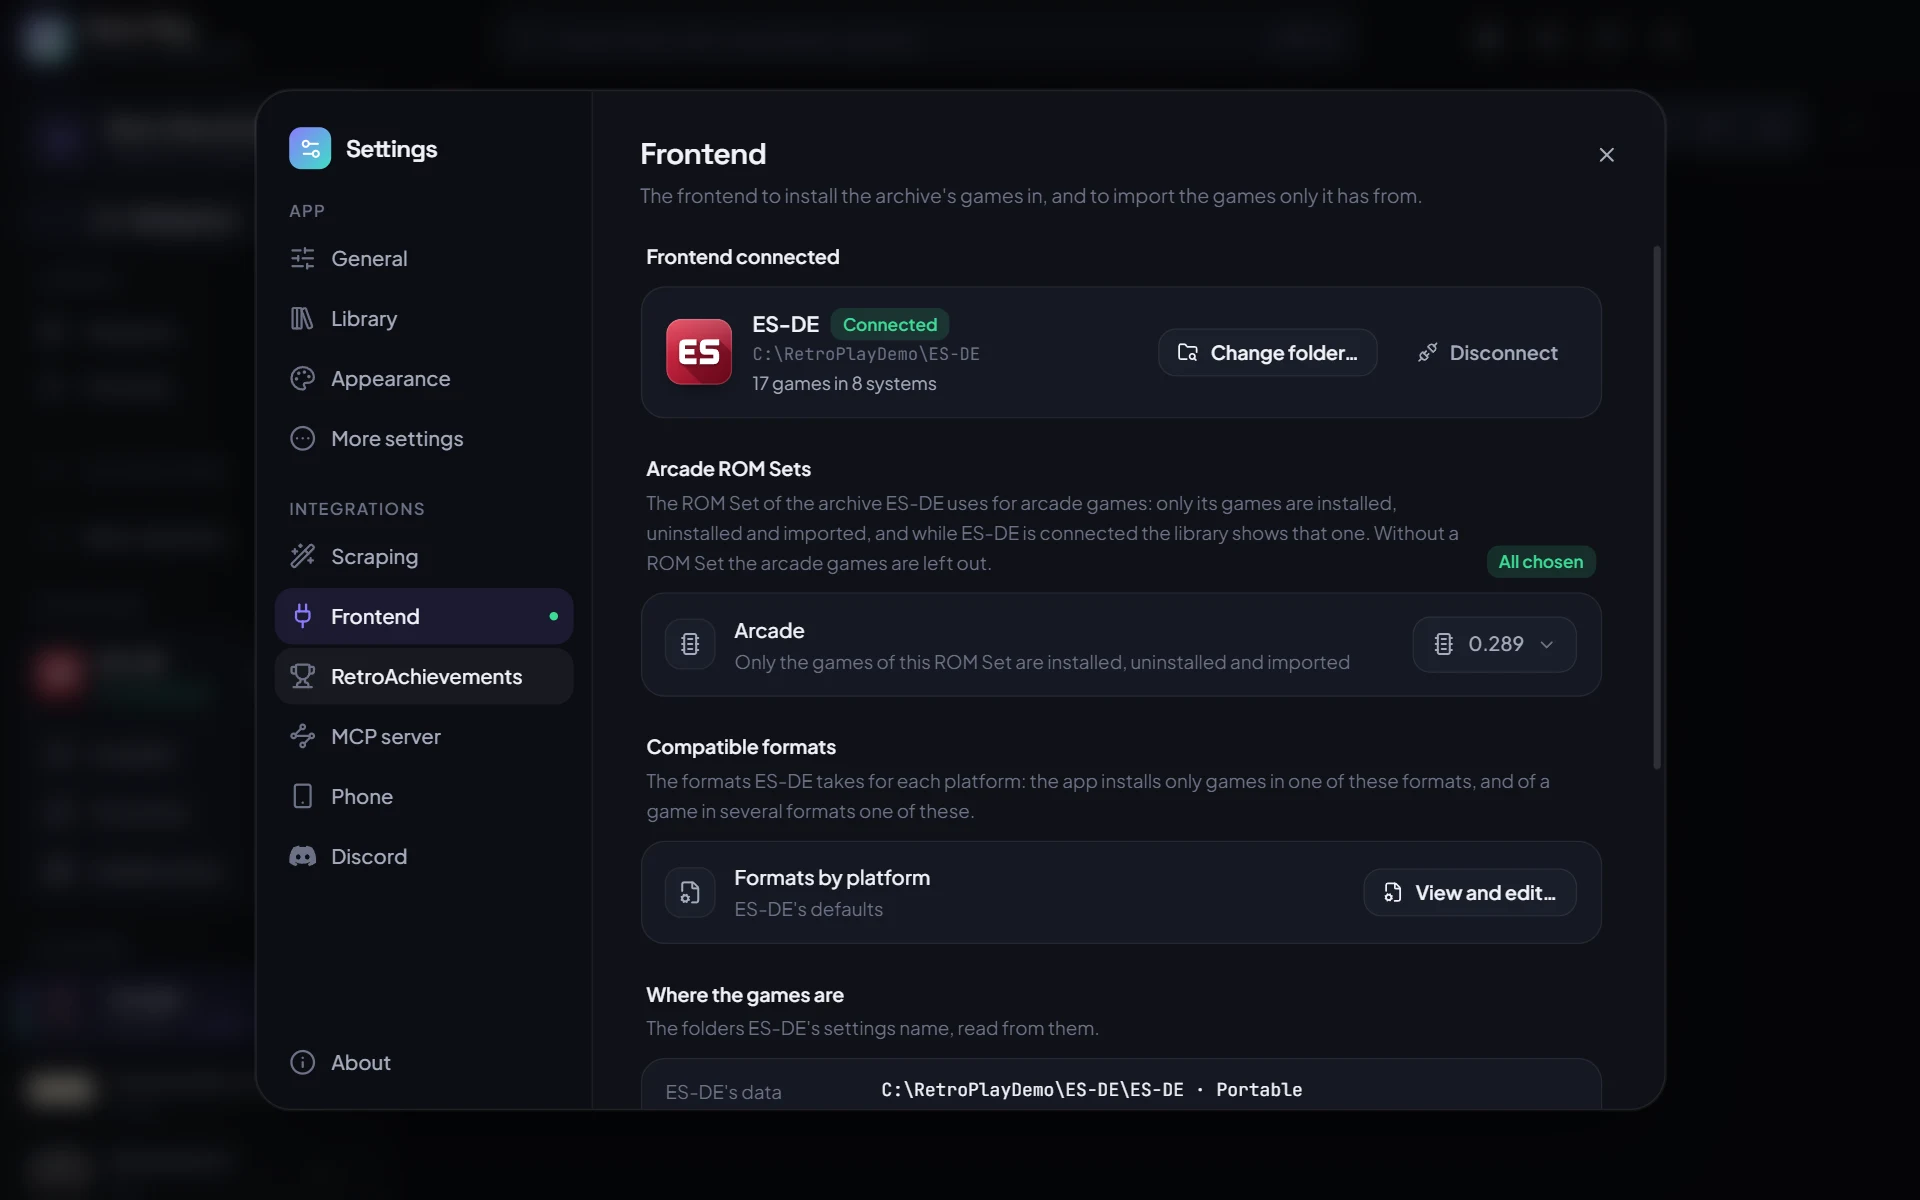 Settings
APP
General
Library
Appearance
More settings
INTEGRATIONS
Scraping
Frontend
RetroAchievements
MCP server
Phone
Discord
About
Frontend
The frontend to install the archive's games in, and to import the games only it has from.
Frontend connected
ES
ES-DE Connected
C:\RetroPlayDemo\ES-DE
17 games in 8 systems
Change folder...
Disconnect
Arcade ROM Sets
The ROM Set of the archive ES-DE uses for arcade games: only its games are installed,
uninstalled and imported, and while ES-DE is connected the library shows that one. Without a
ROM Set the arcade games are left out.
All chosen
Arcade
Only the games of this ROM Set are installed, uninstalled and imported
0.289
Compatible formats
The formats ES-DE takes for each platform: the app installs only games in one of these formats, and of a
game in several formats one of these.
Formats by platform
ES-DE's defaults
View and edit...
Where the games are
The folders ES-DE's settings name, read from them.
ES-DE's data
C:\RetroPlayDemo\ES-DE\ES-DE · Portable